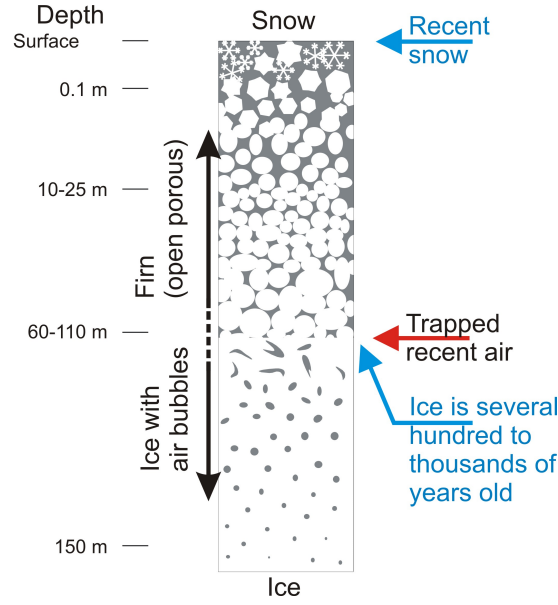 Depth
Snow
Surface
Recent
snow
0.1 m
10-25 m
Firn
(open porous)
60-110 m
Trapped
recent air
Ice with
air bubbles
Ice is several
hundred to
thousands of
years old
150 m
Ice